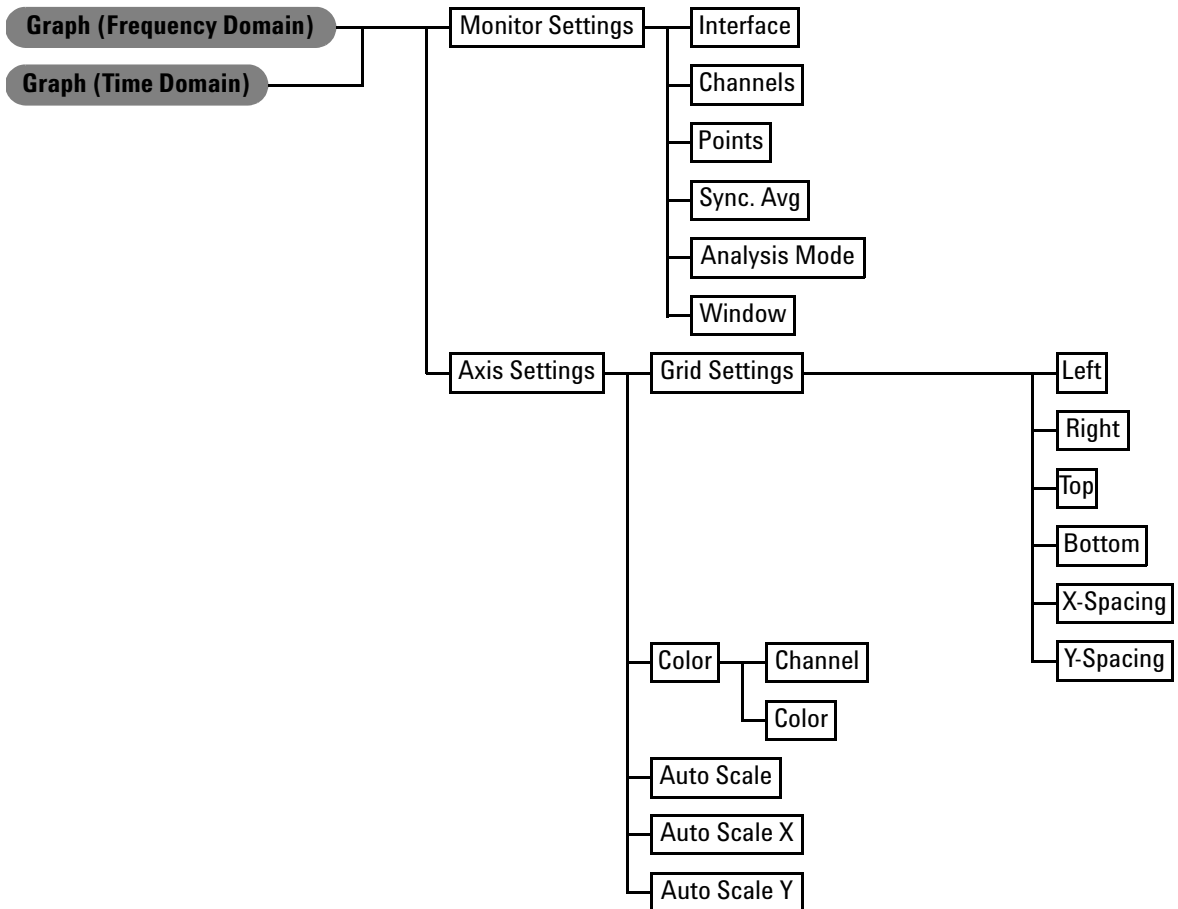 Graph (Frequency Domain)
Monitor Settings
Interface
Graph (Time Domain)
Channels
Points
Sync. Avg
Analysis Mode
Window
Axis Settings
Grid Settings
Left
Right
Top
Bottom
X-Spacing
Color
Channel
Y-Spacing
Color
Auto Scale
Auto Scale X
Auto Scale Y